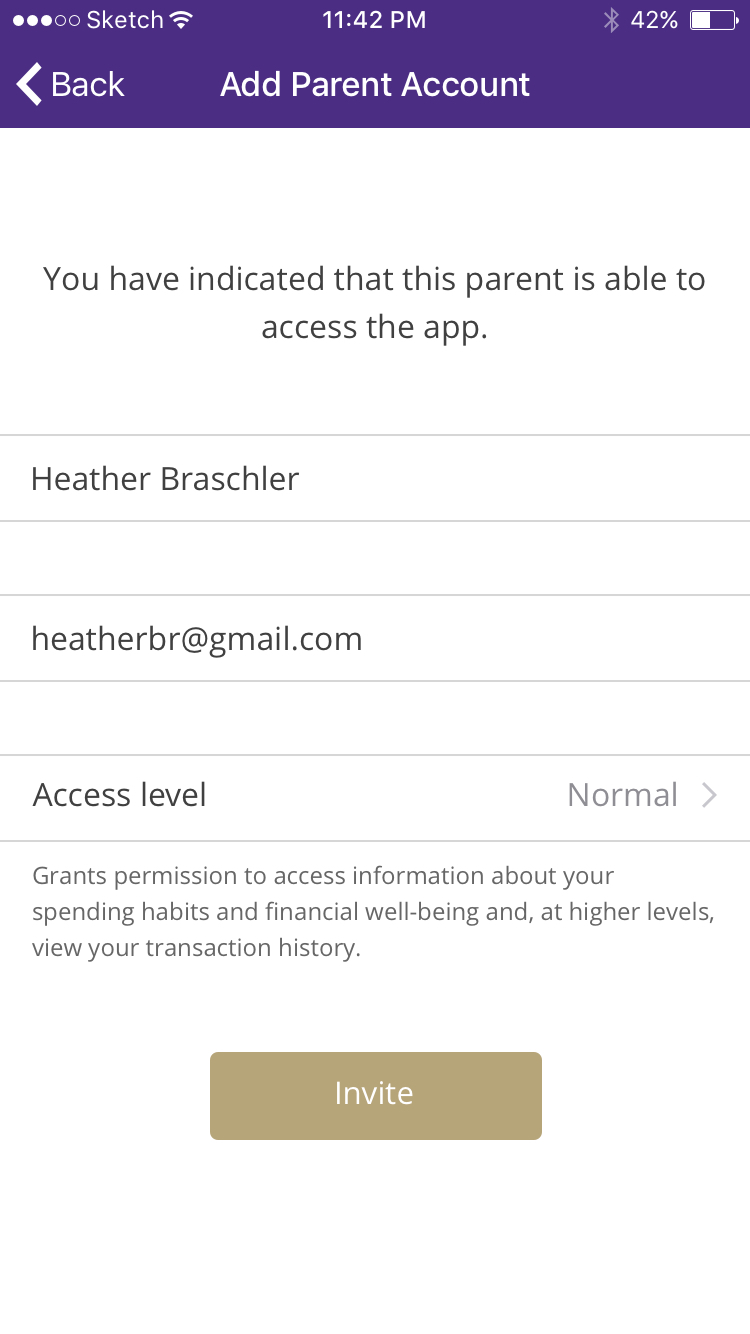 Sketch 11:42 PM 42%
Back Add Parent Account
You have indicated that this parent is able to
access the app.
Heather Braschler
heatherbr@gmail.com
Access level Normal
Grants permission to access information about your
spending habits and financial well-being and, at higher levels,
view your transaction history.
Invite